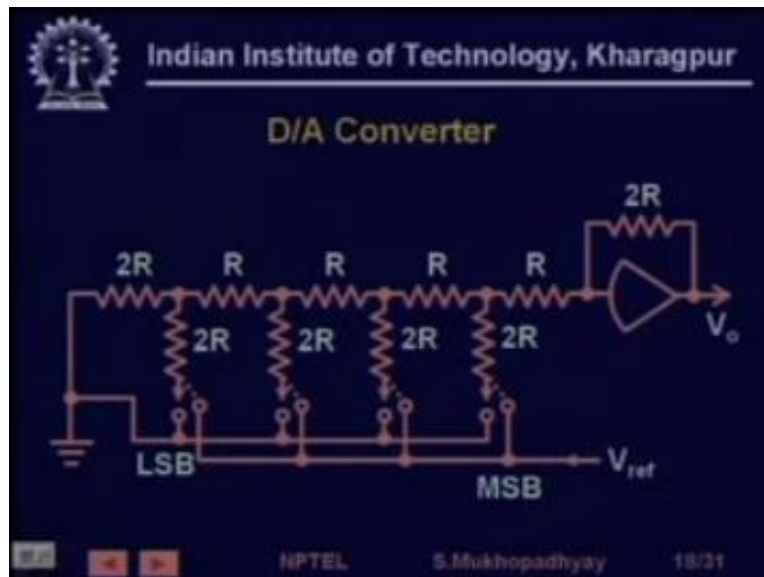 Indian Institute of Technology, Kharagpur
D/A Converter
2R
2R R R R R
2R 2R 2R 2R
Vo
LSB
Vref
MSB
NPTEL S.Mukhopadhyay 18/31